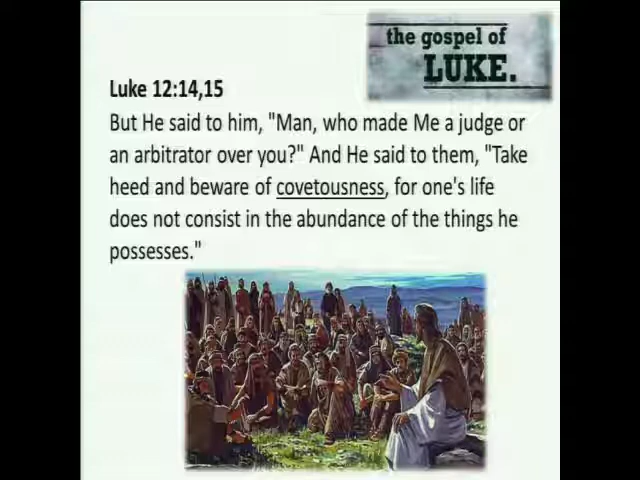 the gospel of
LUKE.
Luke 12:14,15
But He said to him, "Man, who made Me a judge or
an arbitrator over you?" And He said to them, "Take
heed and beware of covetousness, for one's life
does not consist in the abundance of the things he
possesses."